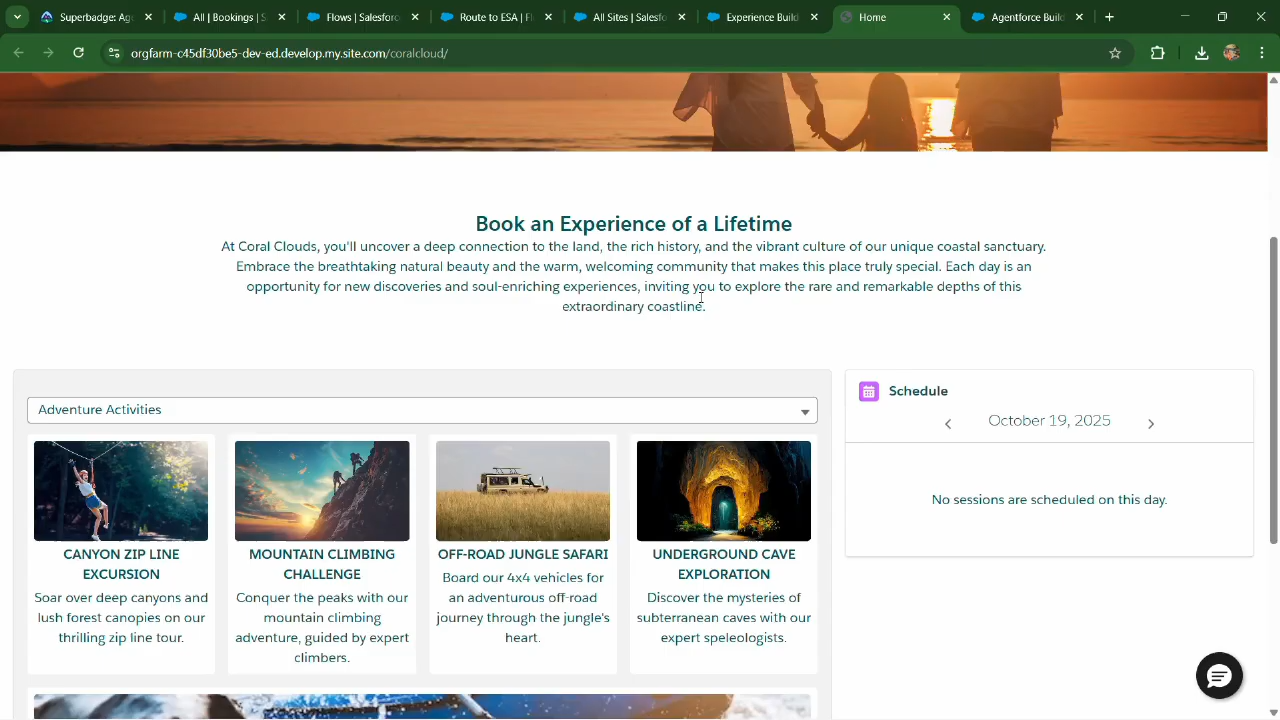 Superbadge: Age
All | Bookings | S
Flows | Salesforc
Route to ESA | Fl
All Sites | Salesfo
Experience Build
Home
Agentforce Build
orgfarm-c45df30be5-dev-ed.develop.my.site.com/coralcloud/
Book an Experience of a Lifetime
At Coral Clouds, you'll uncover a deep connection to the land, the rich history, and the vibrant culture of our unique coastal sanctuary.
Embrace the breathtaking natural beauty and the warm, welcoming community that makes this place truly special. Each day is an
opportunity for new discoveries and soul-enriching experiences, inviting you to explore the rare and remarkable depths of this
extraordinary coastline.
Adventure Activities
CANYON ZIP LINE
EXCURSION
Soar over deep canyons and
lush forest canopies on our
thrilling zip line tour.
MOUNTAIN CLIMBING
CHALLENGE
Conquer the peaks with our
mountain climbing
adventure, guided by expert
climbers.
OFF-ROAD JUNGLE SAFARI
Board our 4x4 vehicles for
an adventurous off-road
journey through the jungle's
heart.
UNDERGROUND CAVE
EXPLORATION
Discover the mysteries of
subterranean caves with our
expert speleologists.
Schedule
October 19, 2025
No sessions are scheduled on this day.